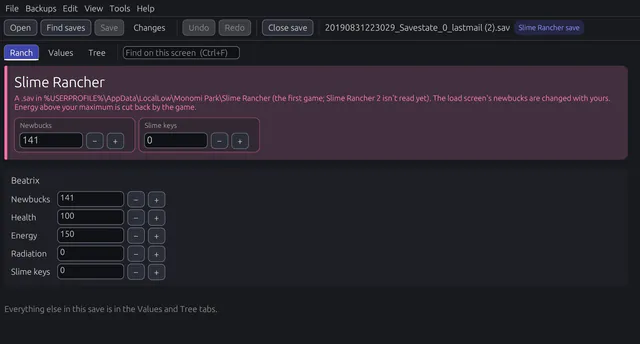 File Backups Edit View Tools Help
Open Find saves Save Changes Undo Redo Close save 20190831223029_Savestate_0_lastmail (2).sav Slime Rancher save
Ranch Values Tree Find on this screen (Ctrl+F)
Slime Rancher
A .sav in %USERPROFILE%\AppData\LocalLow\Monomi Park\Slime Rancher (the first game; Slime Rancher 2 isn't read yet). The load screen's newbucks are changed with yours.
Energy above your maximum is cut back by the game.
Newbucks Slime keys
141 − + 0 − +
Beatrix
Newbucks 141 − +
Health 100 − +
Energy 150 − +
Radiation 0 − +
Slime keys 0 − +
Everything else in this save is in the Values and Tree tabs.